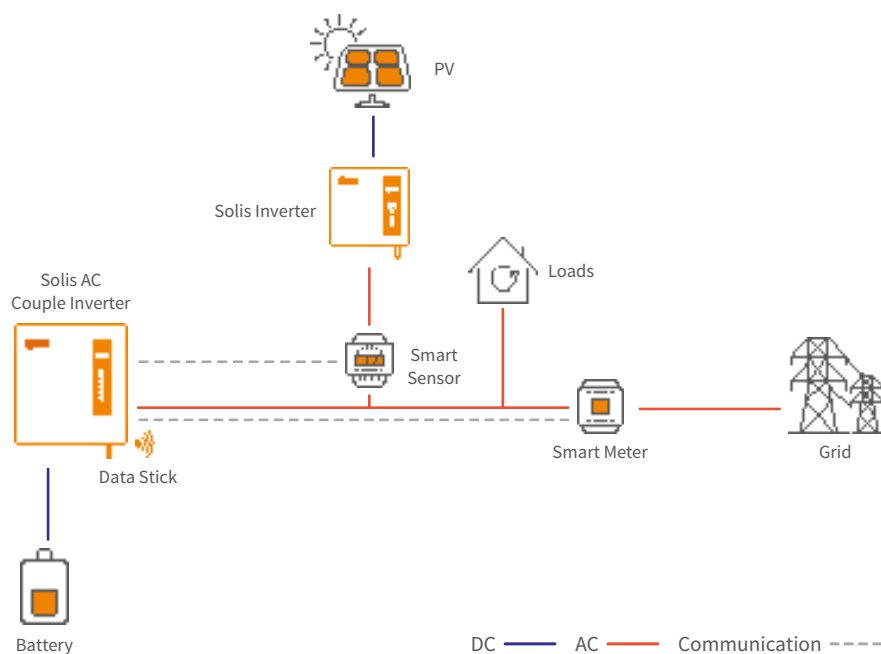 PV
Solis Inverter
Loads
Solis AC
Couple Inverter
Smart
Sensor
Smart Meter
Grid
Data Stick
Battery
DC
AC
Communication